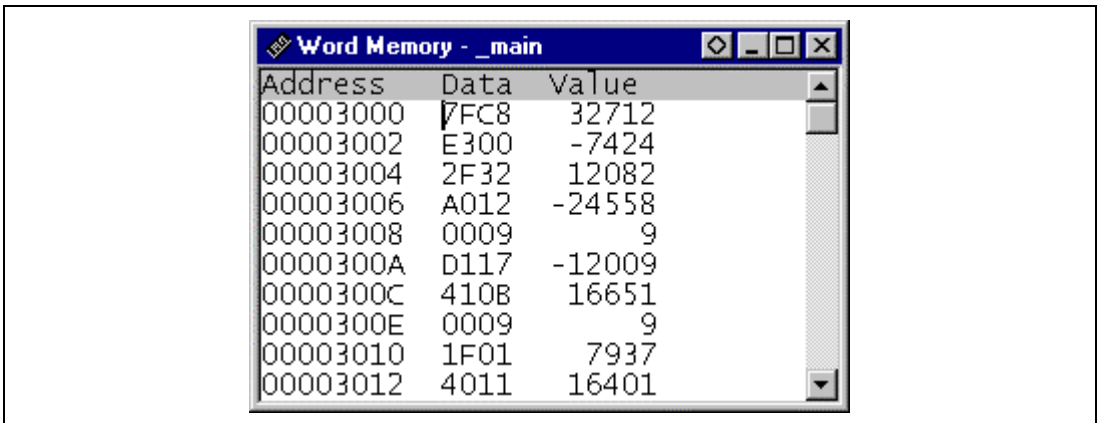 Word Memory - _main
Address Data Value
00003000 7FC8 32712
00003002 E300 -7424
00003004 2F32 12082
00003006 A012 -24558
00003008 0009 9
0000300A D117 -12009
0000300C 410B 16651
0000300E 0009 9
00003010 1F01 7937
00003012 4011 16401